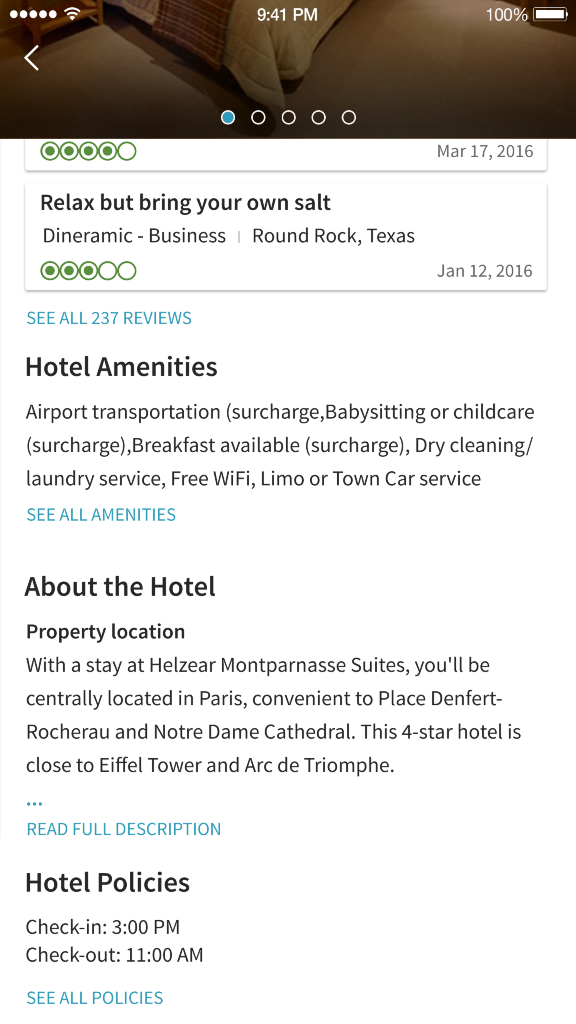 9:41 PM 100%
Mar 17, 2016
Relax but bring your own salt
Dineramic - Business | Round Rock, Texas
Jan 12, 2016
SEE ALL 237 REVIEWS
Hotel Amenities
Airport transportation (surcharge,Babysitting or childcare
(surcharge),Breakfast available (surcharge), Dry cleaning/
laundry service, Free WiFi, Limo or Town Car service
SEE ALL AMENITIES
About the Hotel
Property location
With a stay at Helzear Montparnasse Suites, you'll be
centrally located in Paris, convenient to Place Denfert-
Rocherau and Notre Dame Cathedral. This 4-star hotel is
close to Eiffel Tower and Arc de Triomphe.
...
READ FULL DESCRIPTION
Hotel Policies
Check-in: 3:00 PM
Check-out: 11:00 AM
SEE ALL POLICIES